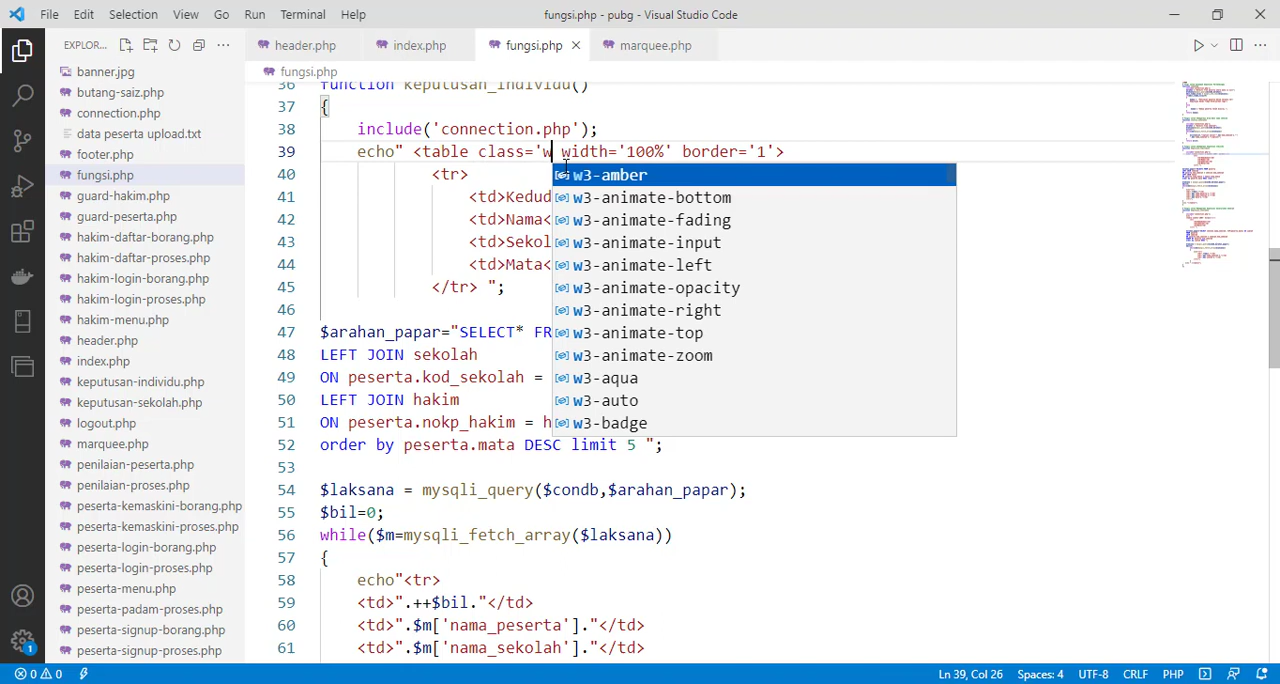 File Edit Selection View Go Run Terminal Help fungsi.php - pubg - Visual Studio Code
EXPLOR...
header.php index.php fungsi.php marquee.php
fungsi.php
banner.jpg
butang-saiz.php
connection.php
data peserta upload.txt
footer.php
fungsi.php
guard-hakim.php
guard-peserta.php
hakim-daftar-borang.php
hakim-daftar-proses.php
hakim-login-borang.php
hakim-login-proses.php
hakim-menu.php
header.php
index.php
keputusan-individu.php
keputusan-sekolah.php
logout.php
marquee.php
penilaian-peserta.php
penilaian-proses.php
peserta-kemaskini-borang.php
peserta-kemaskini-proses.php
peserta-login-borang.php
peserta-login-proses.php
peserta-menu.php
peserta-padam-proses.php
peserta-signup-borang.php
peserta-signup-proses.php
36 function keputusan_individu()
37 {
38 include('connection.php');
39 echo" <table class='w width='100%' border='1'>
40 <tr>
41 <td>Kedud
42 <td>Nama<
43 <td>Sekol
44 <td>Mata<
45 </tr> ";
46
47 $arahan_papar="SELECT* FR
48 LEFT JOIN sekolah
49 ON peserta.kod_sekolah =
50 LEFT JOIN hakim
51 ON peserta.nokp_hakim = h
52 order by peserta.mata DESC limit 5 ";
53
54 $laksana = mysqli_query($condb,$arahan_papar);
55 $bil=0;
56 while($m=mysqli_fetch_array($laksana))
57 {
58 echo"<tr>
59 <td>".++$bil."</td>
60 <td>".$m['nama_peserta']."</td>
61 <td>".$m['nama_sekolah']."</td>
w3-amber
w3-animate-bottom
w3-animate-fading
w3-animate-input
w3-animate-left
w3-animate-opacity
w3-animate-right
w3-animate-top
w3-animate-zoom
w3-aqua
w3-auto
w3-badge
1
0 0 Ln 39, Col 26 Spaces: 4 UTF-8 CRLF PHP